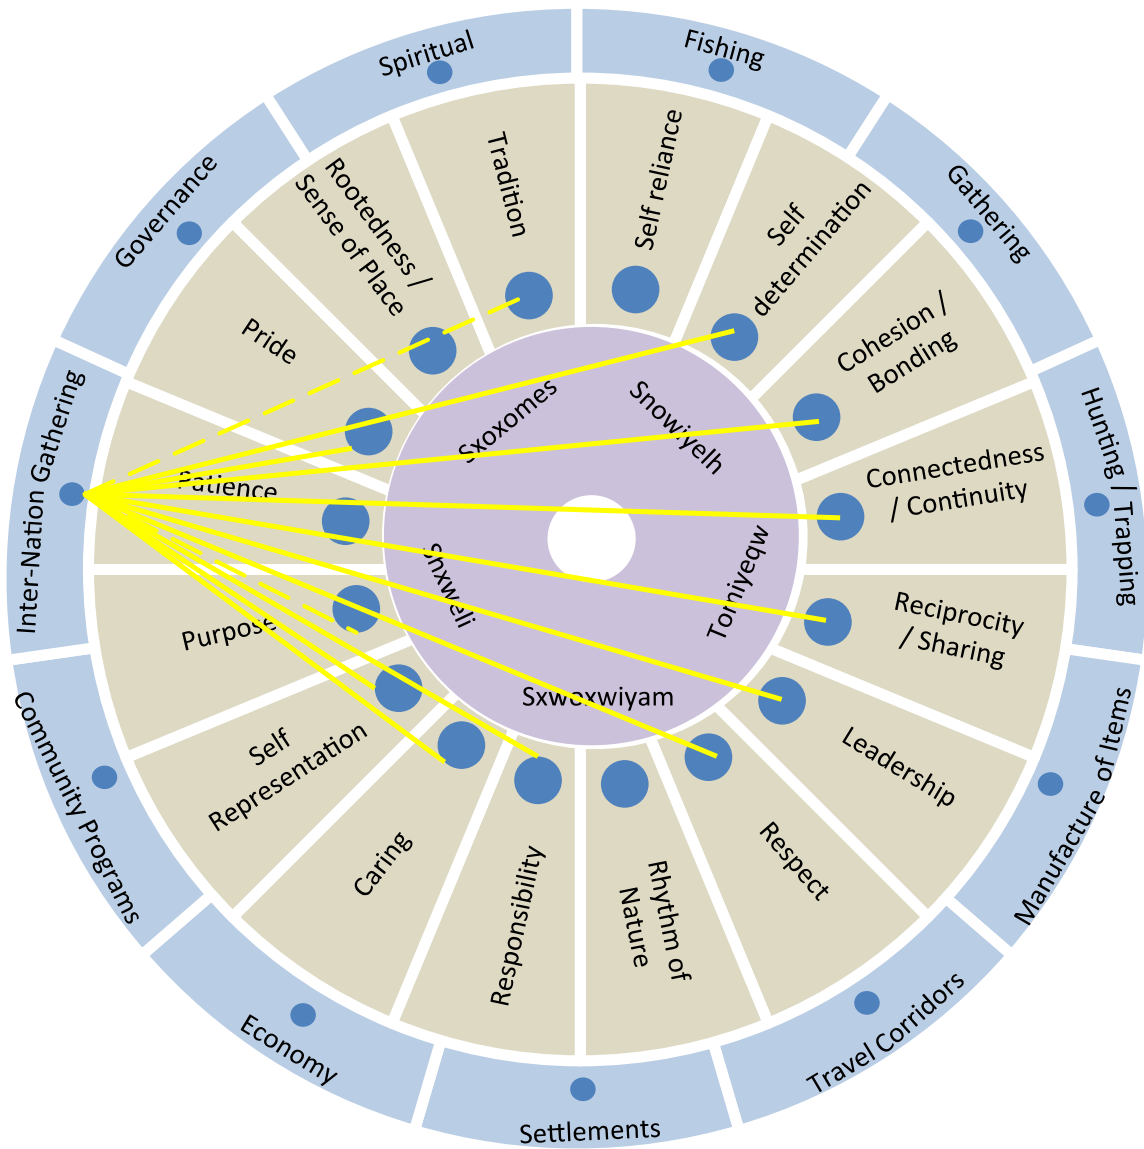 Spiritual
Fishing
Gathering
Hunting / Trapping
Manufacture of Items
Travel Corridors
Settlements
Economy
Community Programs
Inter-Nation Gathering
Governance
Tradition
Self reliance
Self
determination
Cohesion /
Bonding
Connectedness
/ Continuity
Reciprocity
/ Sharing
Leadership
Respect
Rhythm of
Nature
Responsibility
Caring
Self
Representation
Purpose
Patience
Pride
Rootedness /
Sense of Place
Sxoxomes
Snowiyelh
Tomiyeqw
Sxwoxwiyam
Shxweli